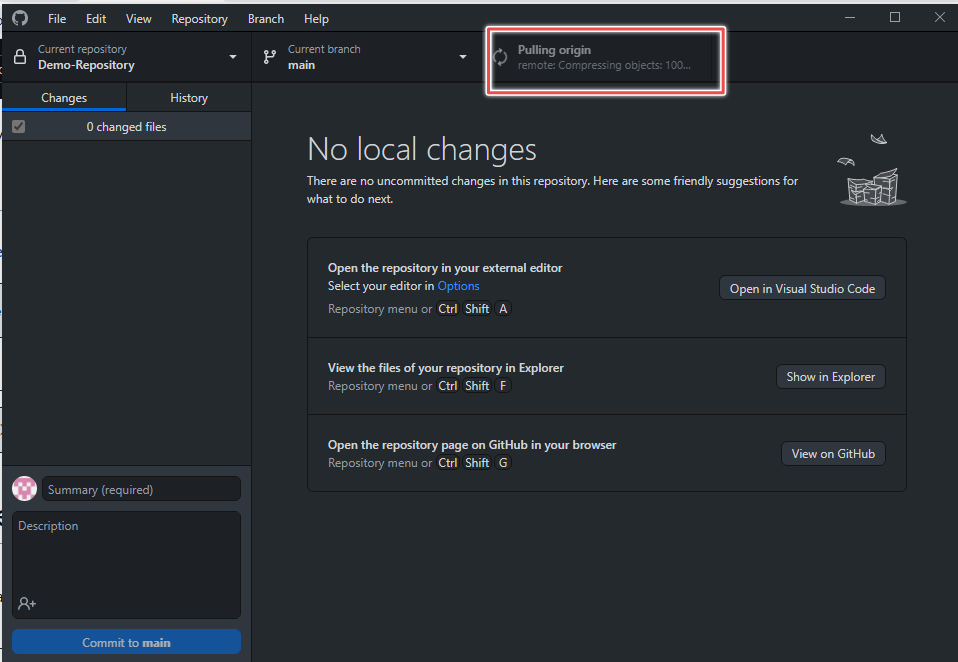 File Edit View Repository Branch Help
Current repository
Demo-Repository
Current branch
main
Pulling origin
remote: Compressing objects: 100...
Changes History
0 changed files
No local changes
There are no uncommitted changes in this repository. Here are some friendly suggestions for
what to do next.
Open the repository in your external editor
Select your editor in Options
Repository menu or Ctrl Shift A
Open in Visual Studio Code
View the files of your repository in Explorer
Repository menu or Ctrl Shift F
Show in Explorer
Open the repository page on GitHub in your browser
Repository menu or Ctrl Shift G
View on GitHub
Summary (required)
Description
Commit to main